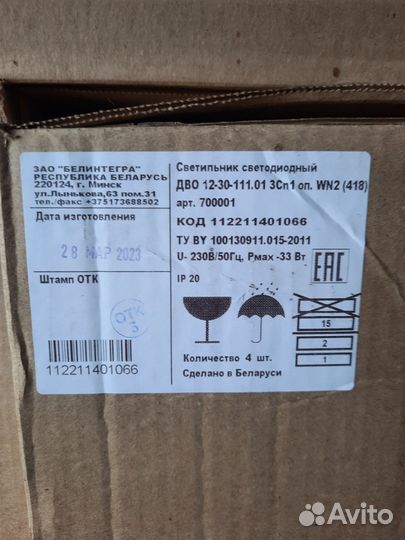 ЗАО "БЕЛИНТЕГРА"
РЕСПУБЛИКА БЕЛАРУСЬ
220124, г. Минск
ул.Лынькова,63 пом.31
тел./факс +375173688502
Дата изготовления
28 МАР 2023
Штамп ОТК
ОТК
3
112211401066
Светильник светодиодный
ДВО 12-30-111.01 3Сп1 оп. WN2 (418)
арт. 700001
КОД 112211401066
ТУ BY 100130911.015-2011
U- 230В/50Гц, Рмах -33 Вт
EAC
IP 20
15
2
1
Количество 4 шт.
Сделано в Беларуси
Avito